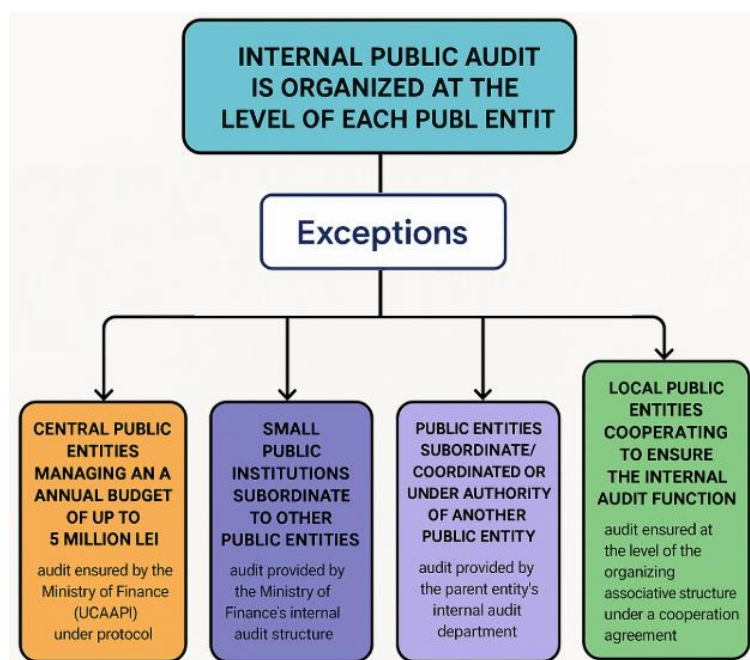 INTERNAL PUBLIC AUDIT
IS ORGANIZED AT THE
LEVEL OF EACH PUBL ENTIT
Exceptions
CENTRAL PUBLIC
ENTITIES
MANAGING AN A
ANNUAL BUDGET
OF UP TO
5 MILLION LEI
audit ensured by the
Ministry of Finance
(UCAAPI)
under protocol
SMALL
PUBLIC
INSTITUTIONS
SUBORDINATE
TO OTHER
PUBLIC ENTITIES
audit provided by
the Ministry of
Finance's internal
audit structure
PUBLIC ENTITIES
SUBORDINATE/
COORDINATED OR
UNDER AUTHORITY
OF ANOTHER
PUBLIC ENTITY
audit provided by
the parent entity's
internal audit
department
LOCAL PUBLIC
ENTITIES
COOPERATING
TO ENSURE
THE INTERNAL
AUDIT FUNCTION
audit ensured at
the level of the
organizing
associative structure
under a cooperation
agreement